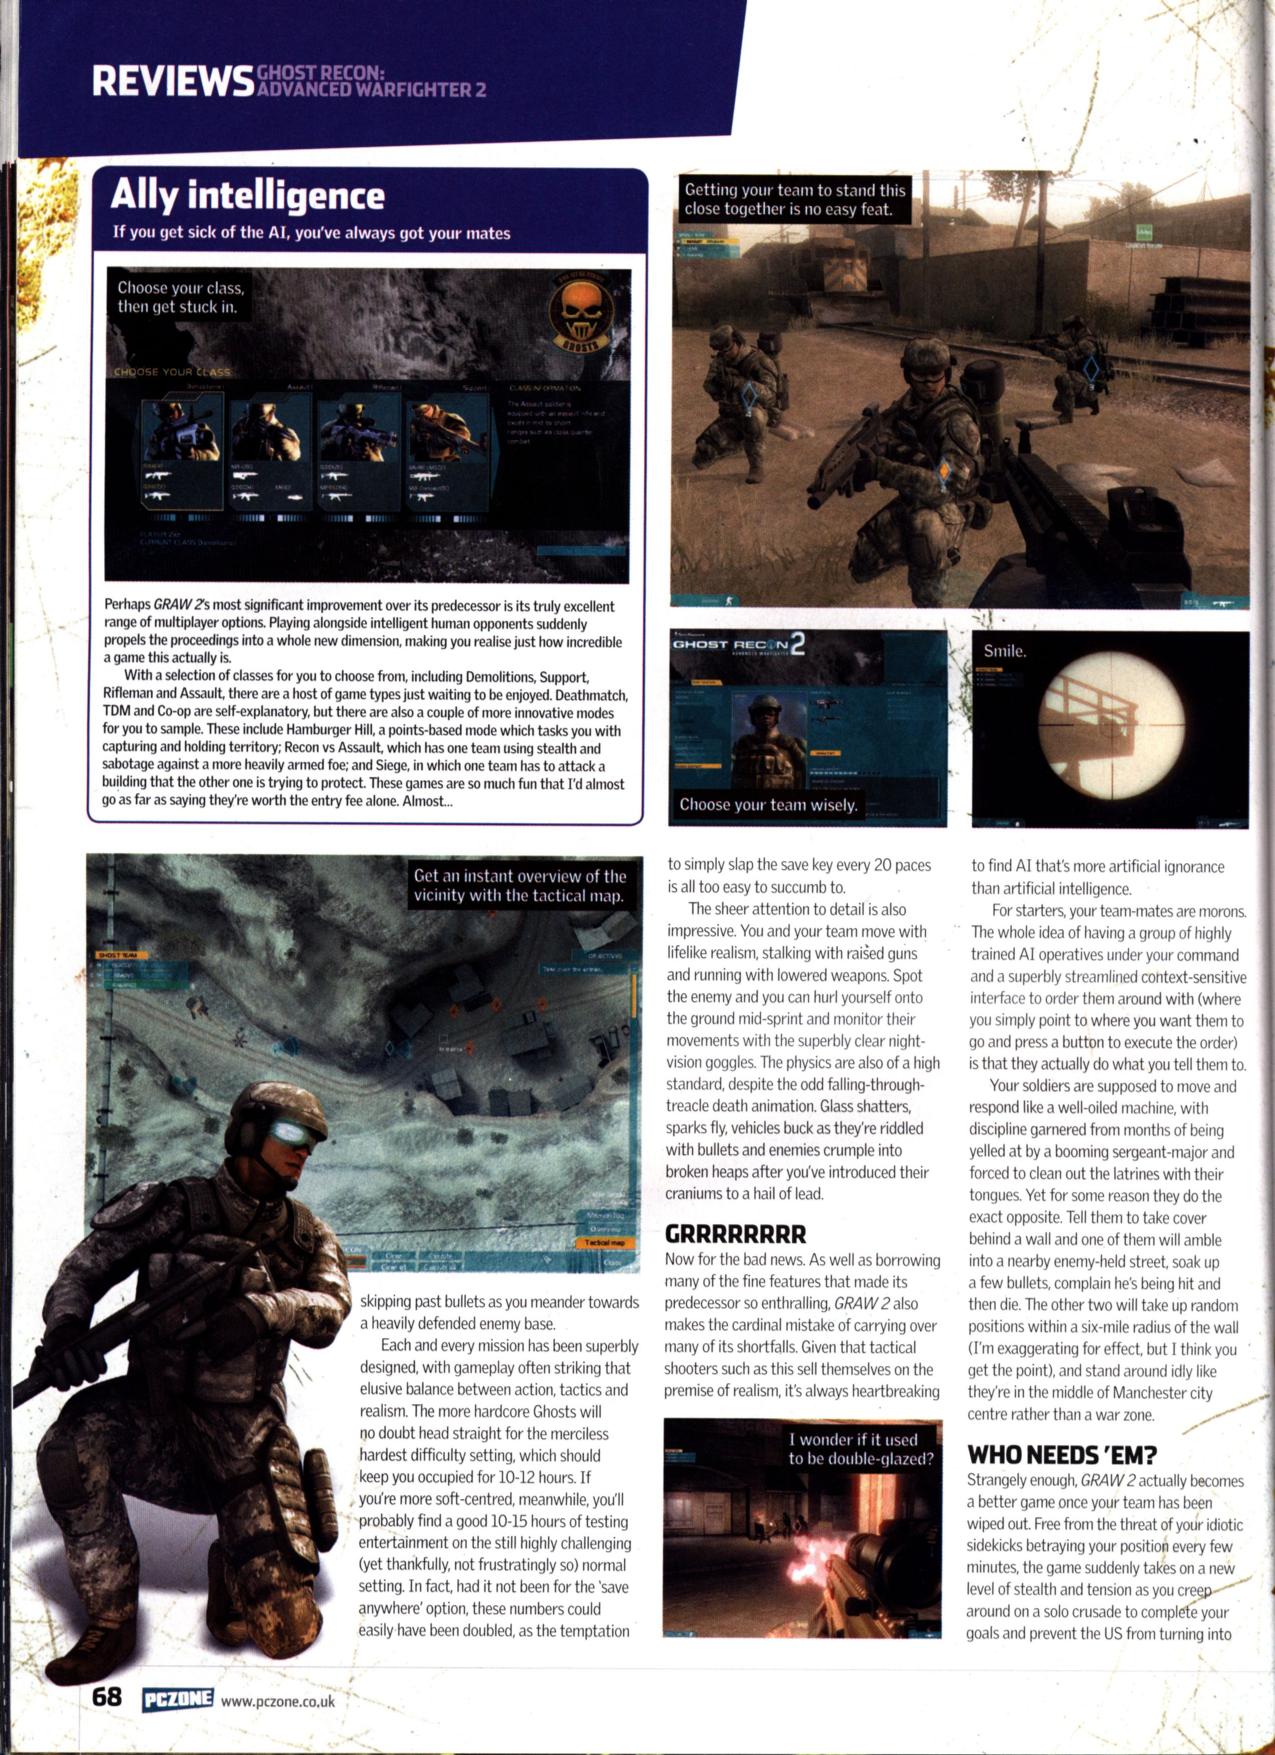 REVIEWS GHOST RECON:
ADVANCED WARFIGHTER 2
Ally intelligence
If you get sick of the AI, you've always got your mates
Choose your class,
then get stuck in.
GHOSTS
CHOOSE YOUR CLASS
Perhaps GRAW 2's most significant improvement over its predecessor is its truly excellent
range of multiplayer options. Playing alongside intelligent human opponents suddenly
propels the proceedings into a whole new dimension, making you realise just how incredible
a game this actually is.
With a selection of classes for you to choose from, including Demolitions, Support,
Rifleman and Assault, there are a host of game types just waiting to be enjoyed. Deathmatch,
TDM and Co-op are self-explanatory, but there are also a couple of more innovative modes
for you to sample. These include Hamburger Hill, a points-based mode which tasks you with
capturing and holding territory; Recon vs Assault, which has one team using stealth and
sabotage against a more heavily armed foe; and Siege, in which one team has to attack a
building that the other one is trying to protect. These games are so much fun that I'd almost
go as far as saying they're worth the entry fee alone. Almost...
Getting your team to stand this
close together is no easy feat.
GHOST RECON 2
ADVANCED WARFIGHTER
Choose your team wisely.
Smile.
Get an instant overview of the
vicinity with the tactical map.
GHOST TEAM
OBJECTIVES
Tactical map
skipping past bullets as you meander towards
a heavily defended enemy base.
Each and every mission has been superbly
designed, with gameplay often striking that
elusive balance between action, tactics and
realism. The more hardcore Ghosts will
no doubt head straight for the merciless
hardest difficulty setting, which should
keep you occupied for 10-12 hours. If
you're more soft-centred, meanwhile, you'll
probably find a good 10-15 hours of testing
entertainment on the still highly challenging
(yet thankfully, not frustratingly so) normal
setting. In fact, had it not been for the 'save
anywhere' option, these numbers could
easily have been doubled, as the temptation
to simply slap the save key every 20 paces
is all too easy to succumb to.
The sheer attention to detail is also
impressive. You and your team move with
lifelike realism, stalking with raised guns
and running with lowered weapons. Spot
the enemy and you can hurl yourself onto
the ground mid-sprint and monitor their
movements with the superbly clear night-
vision goggles. The physics are also of a high
standard, despite the odd falling-through-
treacle death animation. Glass shatters,
sparks fly, vehicles buck as they're riddled
with bullets and enemies crumple into
broken heaps after you've introduced their
craniums to a hail of lead.
GRRRRRRRR
Now for the bad news. As well as borrowing
many of the fine features that made its
predecessor so enthralling, GRAW 2 also
makes the cardinal mistake of carrying over
many of its shortfalls. Given that tactical
shooters such as this sell themselves on the
premise of realism, it's always heartbreaking
I wonder if it used
to be double-glazed?
to find AI that's more artificial ignorance
than artificial intelligence.
For starters, your team-mates are morons.
The whole idea of having a group of highly
trained AI operatives under your command
and a superbly streamlined context-sensitive
interface to order them around with (where
you simply point to where you want them to
go and press a button to execute the order)
is that they actually do what you tell them to.
Your soldiers are supposed to move and
respond like a well-oiled machine, with
discipline garnered from months of being
yelled at by a booming sergeant-major and
forced to clean out the latrines with their
tongues. Yet for some reason they do the
exact opposite. Tell them to take cover
behind a wall and one of them will amble
into a nearby enemy-held street, soak up
a few bullets, complain he's being hit and
then die. The other two will take up random
positions within a six-mile radius of the wall
(I'm exaggerating for effect, but I think you
get the point), and stand around idly like
they're in the middle of Manchester city
centre rather than a war zone.
WHO NEEDS 'EM?
Strangely enough, GRAW 2 actually becomes
a better game once your team has been
wiped out. Free from the threat of your idiotic
sidekicks betraying your position every few
minutes, the game suddenly takes on a new
level of stealth and tension as you creep
around on a solo crusade to complete your
goals and prevent the US from turning into
68 PCZONE www.pczone.co.uk